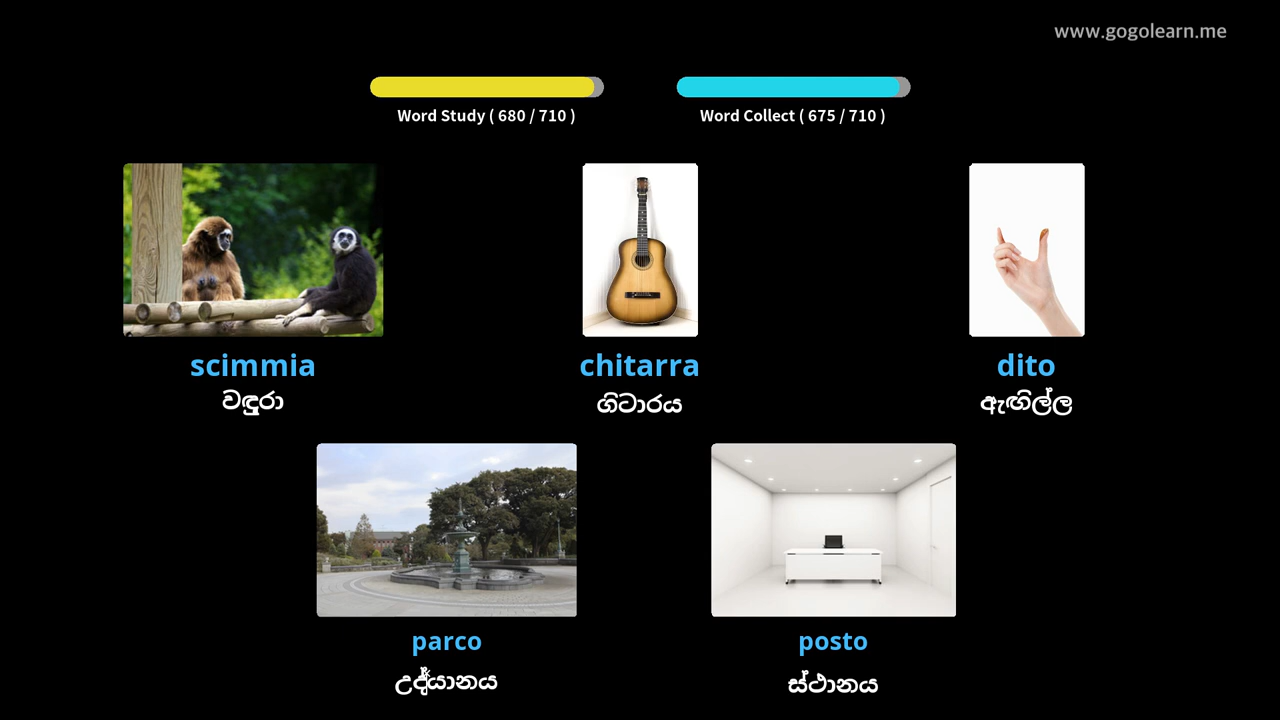 www.gogolearn.me
Word Study ( 680 / 710 )
Word Collect ( 675 / 710 )
scimmia
වඳුරා
chitarra
ගිටාරය
dito
ඇඟිල්ල
parco
උද්‍යානය
posto
ස්ථානය